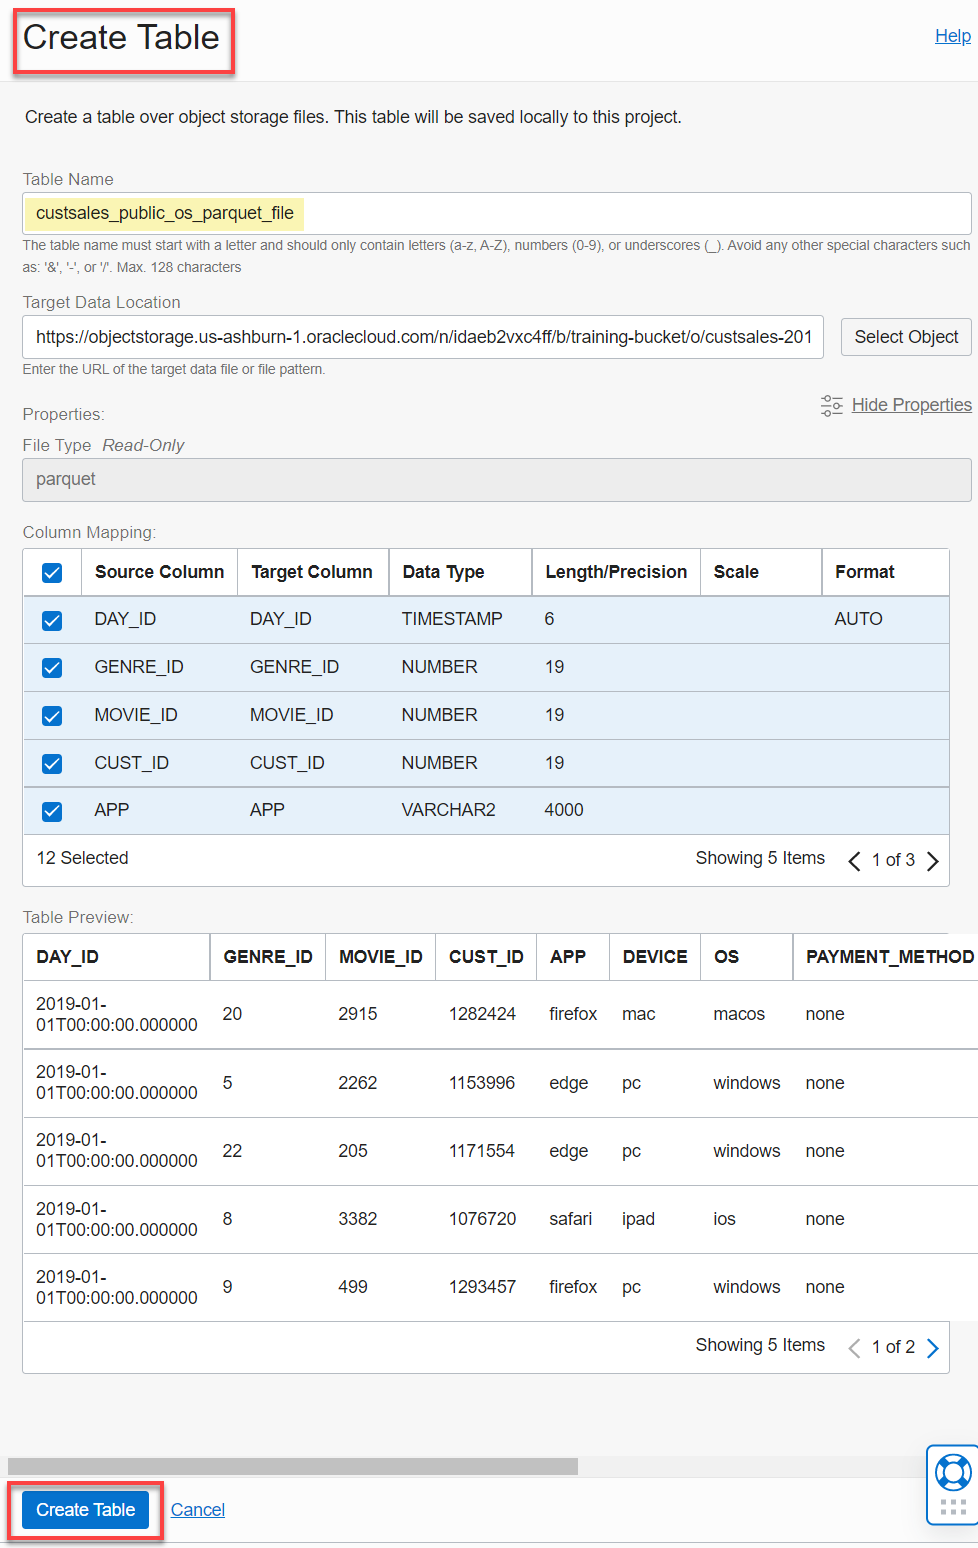 Create Table
Help
Create a table over object storage files. This table will be saved locally to this project.
Table Name
custsales_public_os_parquet_file
The table name must start with a letter and should only contain letters (a-z, A-Z), numbers (0-9), or underscores (_). Avoid any other special characters such
as: '&', '-', or '/'. Max. 128 characters
Target Data Location
https://objectstorage.us-ashburn-1.oraclecloud.com/n/idaeb2vxc4ff/b/training-bucket/o/custsales-201
Select Object
Enter the URL of the target data file or file pattern.
Properties:
Hide Properties
File Type Read-Only
parquet
Column Mapping:
Source Column Target Column Data Type Length/Precision Scale Format
DAY_ID DAY_ID TIMESTAMP 6 AUTO
GENRE_ID GENRE_ID NUMBER 19
MOVIE_ID MOVIE_ID NUMBER 19
CUST_ID CUST_ID NUMBER 19
APP APP VARCHAR2 4000
12 Selected Showing 5 Items 1 of 3
Table Preview:
DAY_ID GENRE_ID MOVIE_ID CUST_ID APP DEVICE OS PAYMENT_METHOD
2019-01-
01T00:00:00.000000 20 2915 1282424 firefox mac macos none
2019-01-
01T00:00:00.000000 5 2262 1153996 edge pc windows none
2019-01-
01T00:00:00.000000 22 205 1171554 edge pc windows none
2019-01-
01T00:00:00.000000 8 3382 1076720 safari ipad ios none
2019-01-
01T00:00:00.000000 9 499 1293457 firefox pc windows none
Showing 5 Items 1 of 2
Create Table Cancel